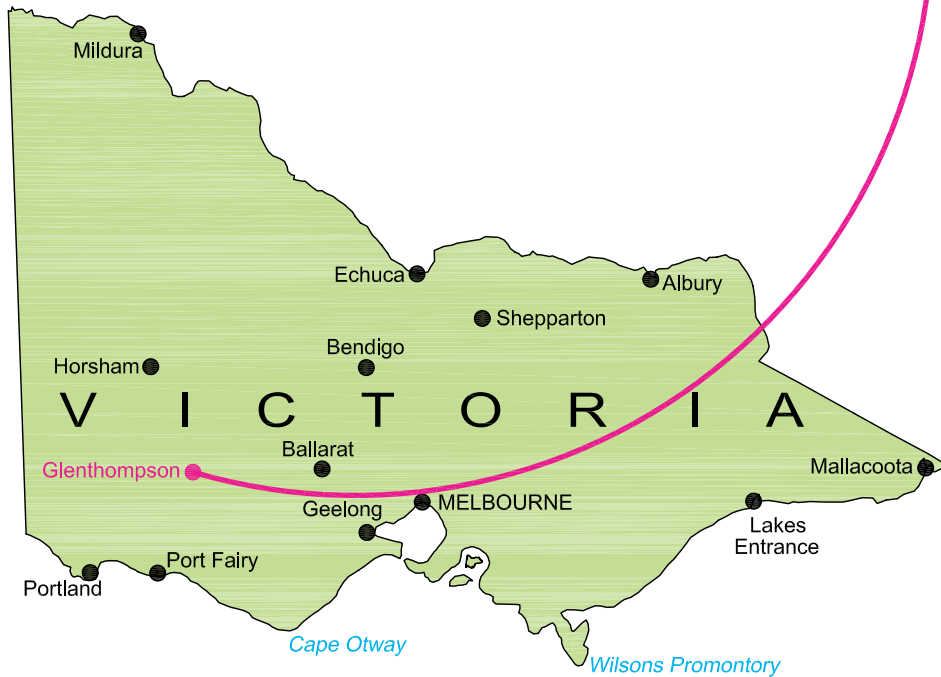 Mildura
Echuca
Albury
Shepparton
Bendigo
Horsham
VICTORIA
Ballarat
Glenthompson
Mallacoota
Geelong
MELBOURNE
Lakes
Entrance
Port Fairy
Portland
Cape Otway
Wilsons Promontory